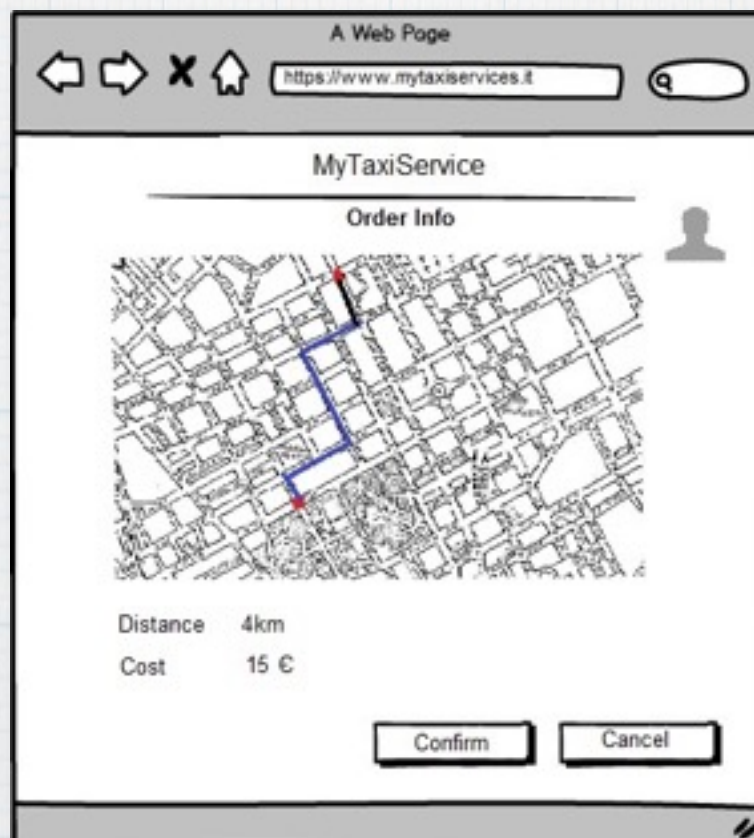 A Web Page
https://www.mytaxiservices.it
MyTaxiService
Order Info
Distance 4km
Cost 15 €
Confirm Cancel